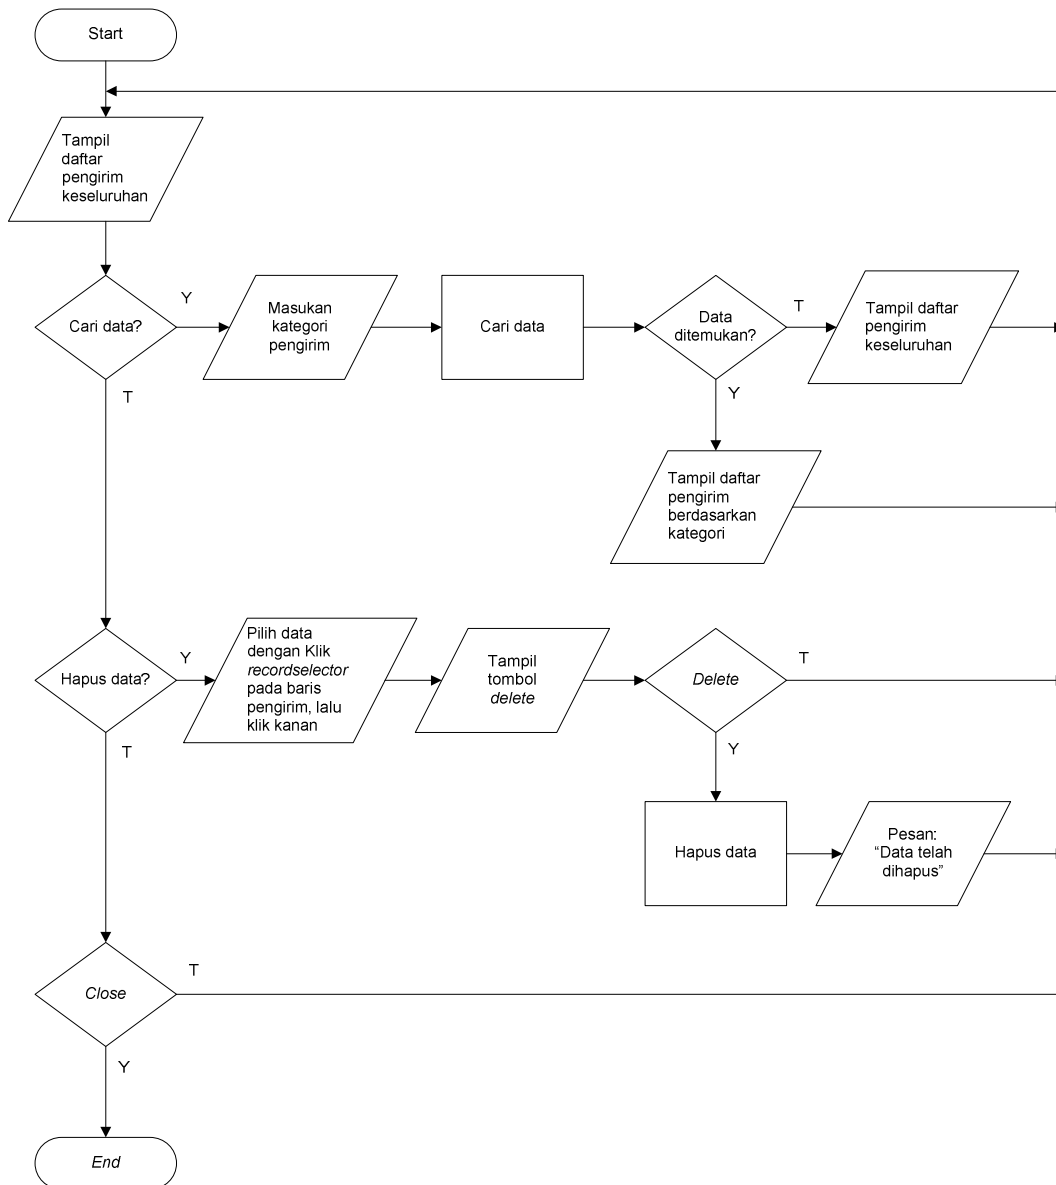 Start
Tampil
daftar
pengirim
keseluruhan
Cari data?
Y
Masukan
kategori
pengirim
Cari data
Data
ditemukan?
T
Tampil daftar
pengirim
keseluruhan
T
Y
Tampil daftar
pengirim
berdasarkan
kategori
Hapus data?
Y
Pilih data
dengan Klik
recordselector
pada baris
pengirim, lalu
klik kanan
Tampil
tombol
delete
Delete
T
T
Y
Hapus data
Pesan:
“Data telah
dihapus”
Close
T
Y
End